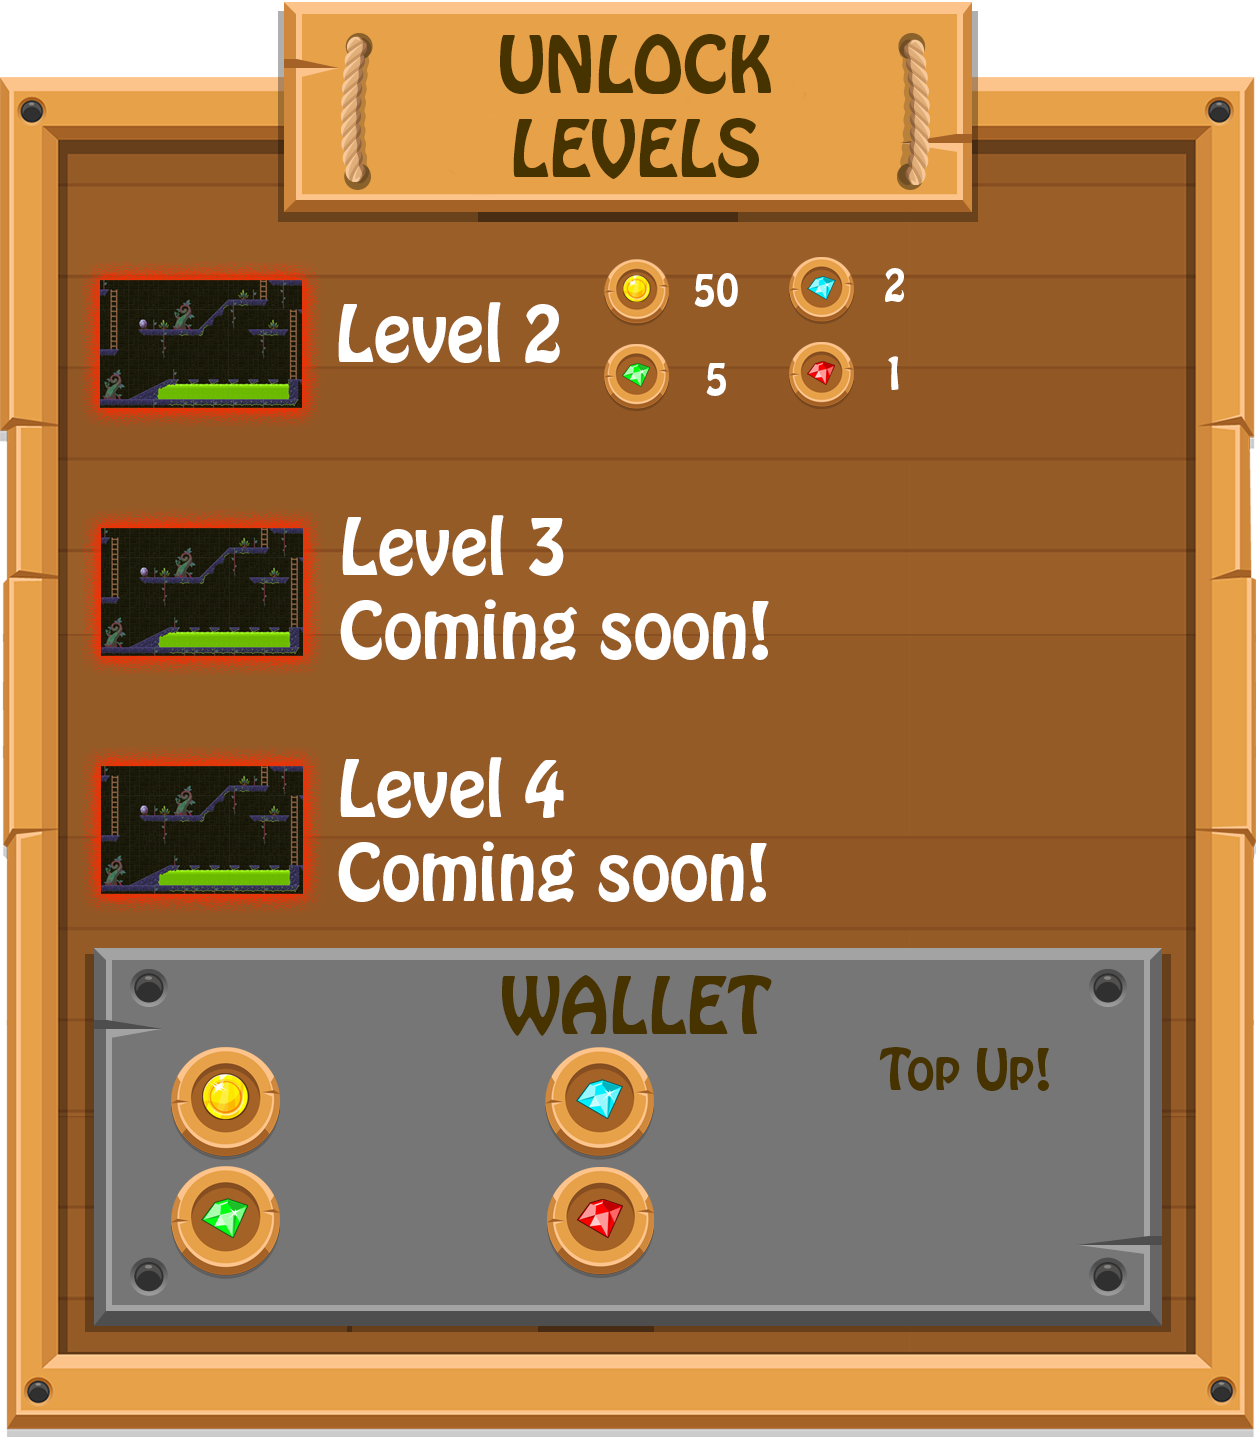 UNLOCK
LEVELS
Level 2
50
2
5
1
Level 3
Coming soon!
Level 4
Coming soon!
WALLET
Top Up!